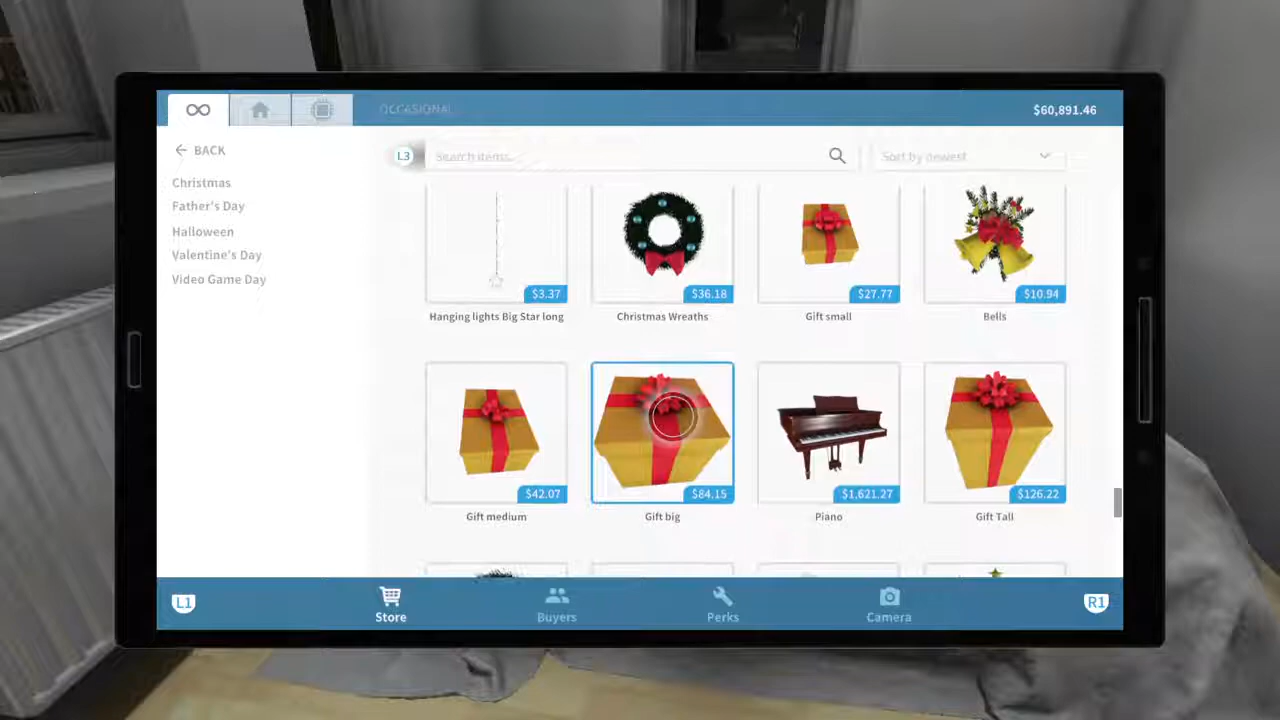 OCCASIONAL
$60,891.46
BACK
L3
Search items...
Sort by newest
Christmas
Father's Day
Halloween
Valentine's Day
Video Game Day
$3.37
$36.18
$27.77
$10.94
Hanging lights Big Star long
Christmas Wreaths
Gift small
Bells
$42.07
$84.15
$1,621.27
$126.22
Gift medium
Gift big
Piano
Gift Tall
L1
Store
Buyers
Perks
Camera
R1